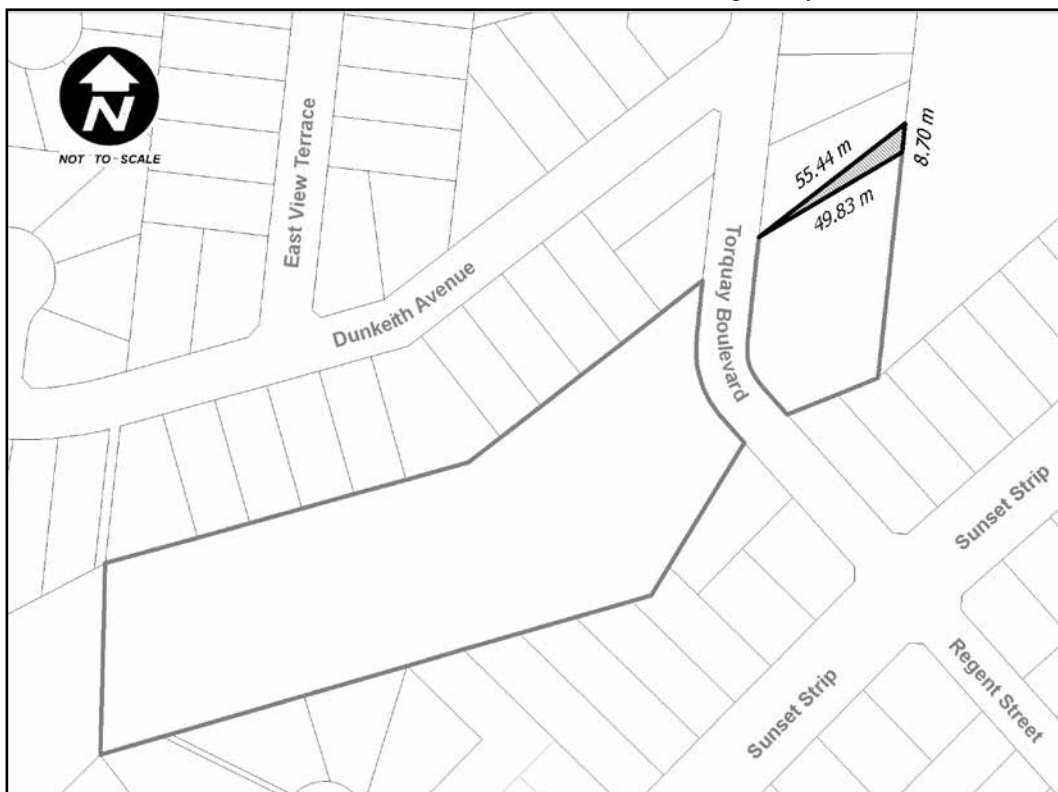 N
NOT TO-SCALE
East View Terrace
Dunkeith Avenue
Torquay Boulevard
55.44 m
49.83 m
8.70 m
Sunset Strip
Sunset Strip
Regent Street